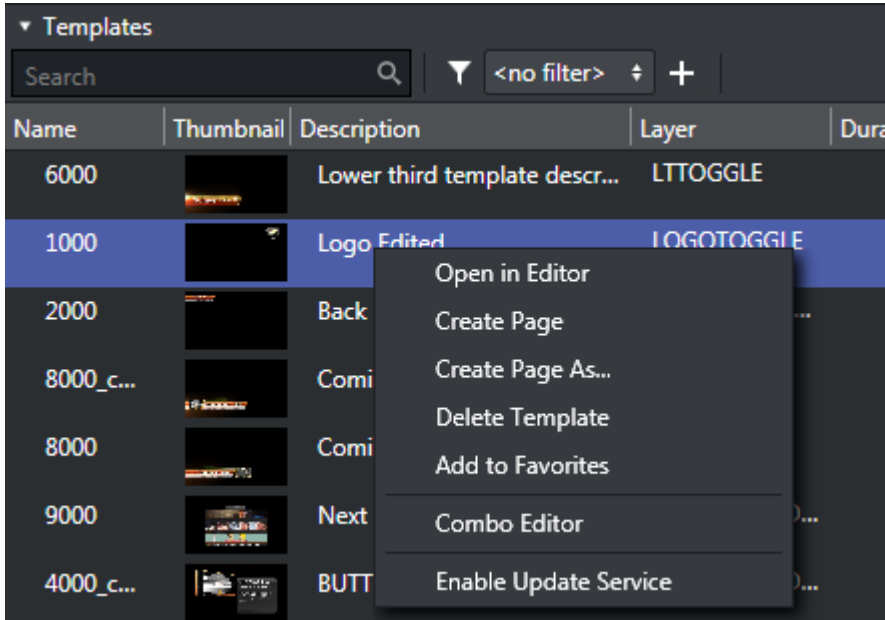 Templates
Search
<no filter>
Name Thumbnail Description Layer Dura
6000 Lower third template descr... LTTOGGLE
1000 Logo Edited LOGOTOGGLE
Open in Editor
2000 Back ...
Create Page
Create Page As...
8000_c... Comi
Delete Template
8000 Comi
Add to Favorites
9000 Next ...
Combo Editor
4000_c... BUTT ...
Enable Update Service